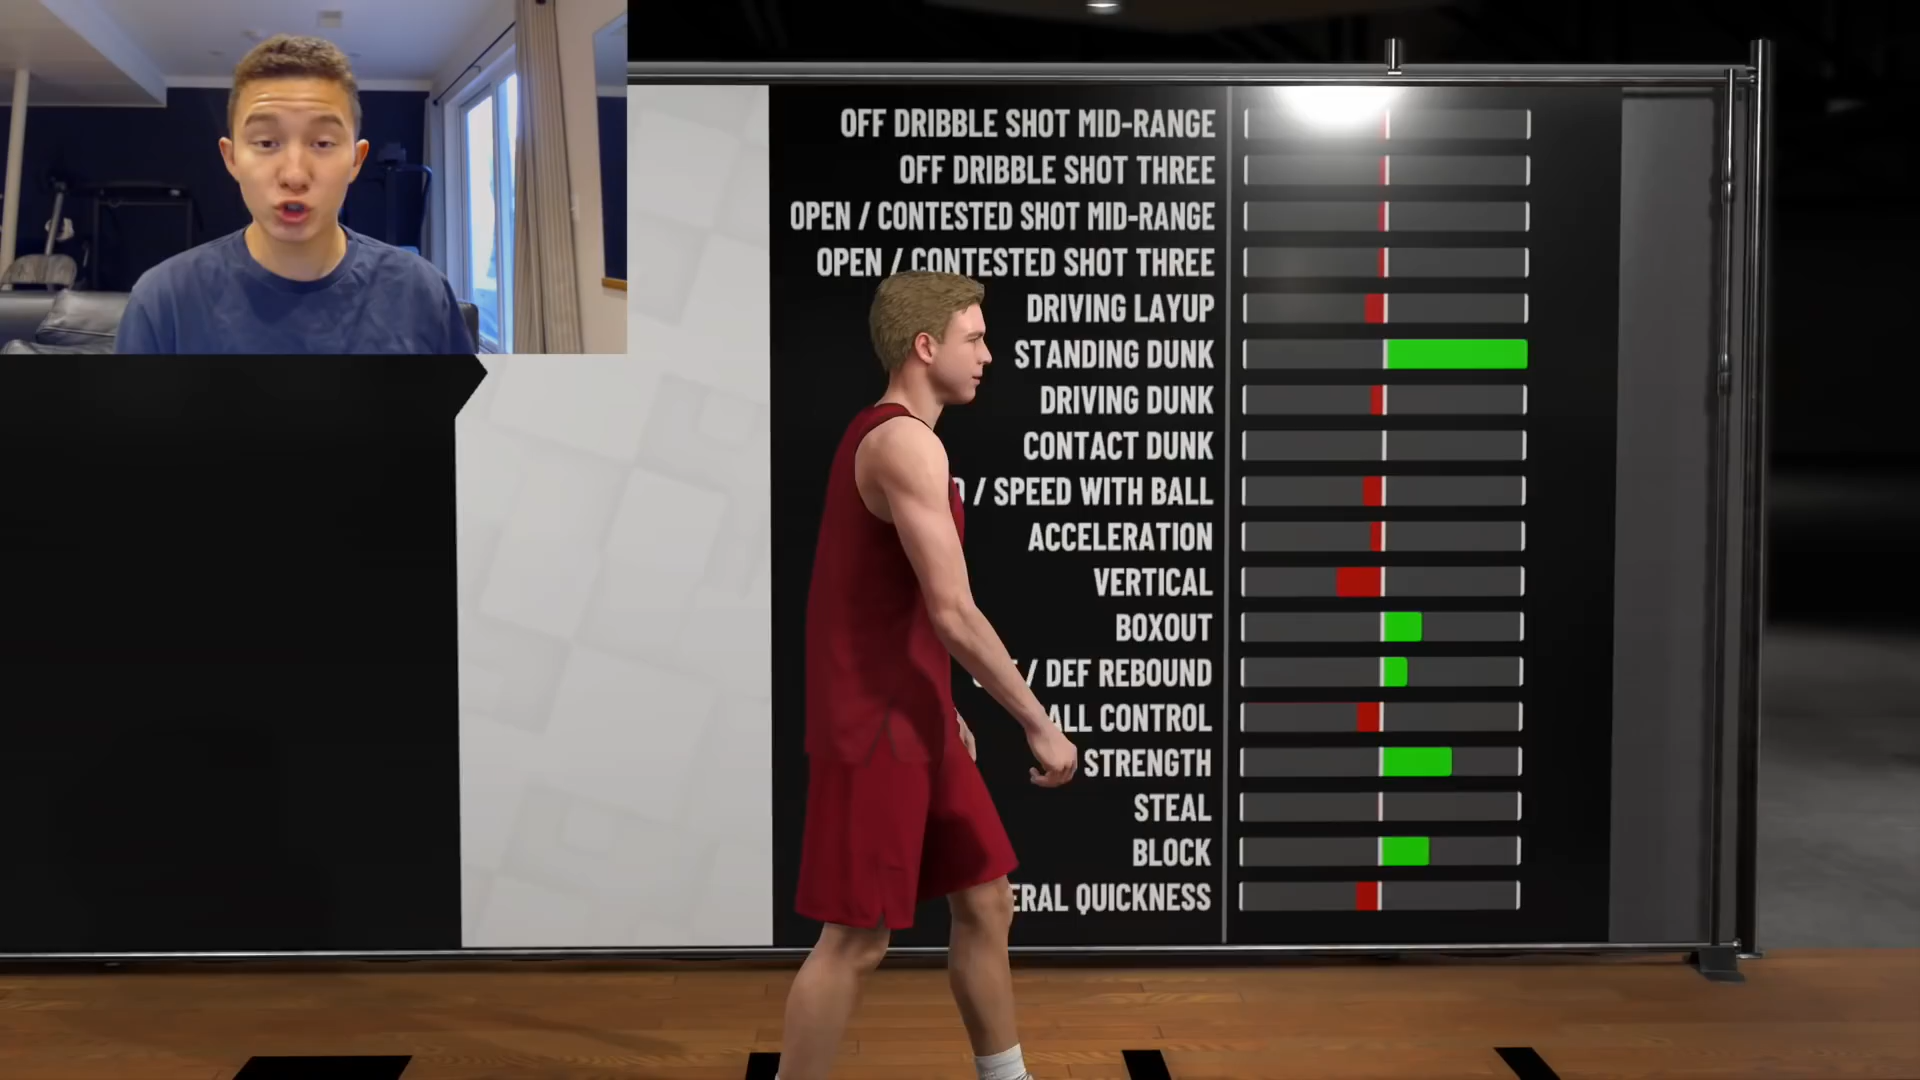 OFF DRIBBLE SHOT MID-RANGE
OFF DRIBBLE SHOT THREE
OPEN / CONTESTED SHOT MID-RANGE
OPEN / CONTESTED SHOT THREE
DRIVING LAYUP
STANDING DUNK
DRIVING DUNK
CONTACT DUNK
/ SPEED WITH BALL
ACCELERATION
VERTICAL
BOXOUT
/ DEF REBOUND
CONTROL
STRENGTH
STEAL
BLOCK
QUICKNESS